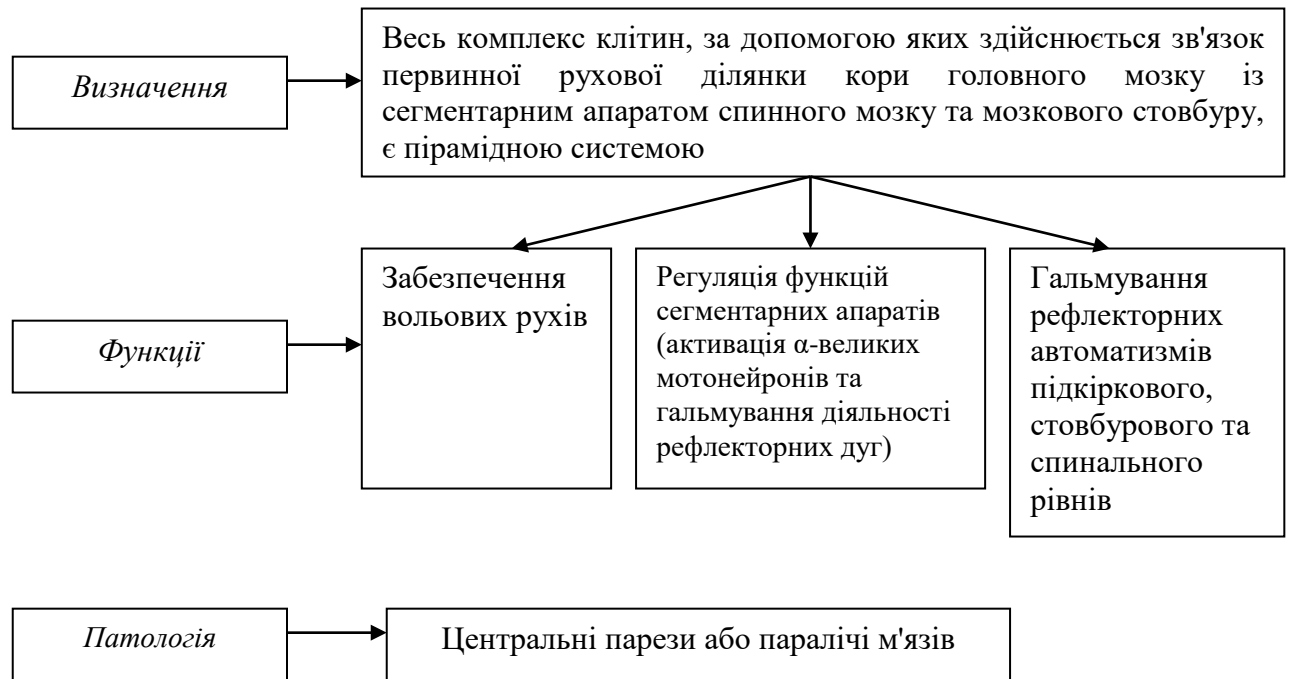 Визначення
Весь комплекс клітин, за допомогою яких здійснюється зв'язок
первинної рухової ділянки кори головного мозку із
сегментарним апаратом спинного мозку та мозкового стовбуру,
є пірамідною системою
Функції
Забезпечення
вольових рухів
Регуляція функцій
сегментарних апаратів
(активація α-великих
мотонейронів та
гальмування діяльності
рефлекторних дуг)
Гальмування
рефлекторних
автоматизмів
підкіркового,
стовбурового та
спинального
рівнів
Патологія
Центральні парези або паралічі м'язів